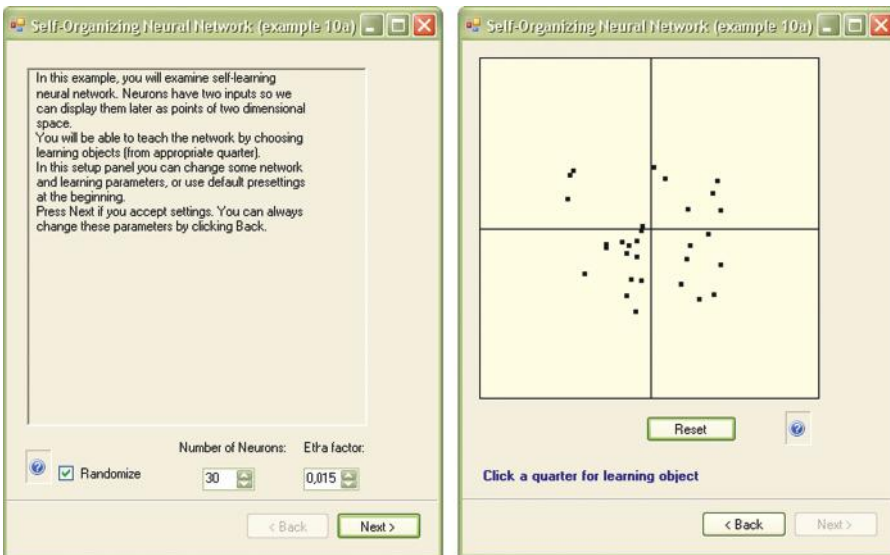 Self-Organizing Neural Network (example 10a)
In this example, you will examine self-learning
neural network. Neurons have two inputs so we
can display them later as points of two dimensional
space.
You will be able to teach the network by choosing
learning objects (from appropriate quarter).
In this setup panel you can change some network
and learning parameters, or use default presettings
at the beginning.
Press Next if you accept settings. You can always
change these parameters by clicking Back.
Number of Neurons:
Etha factor:
Randomize
30
0,015
< Back
Next >
Self-Organizing Neural Network (example 10a)
Reset
Click a quarter for learning object
< Back
Next >